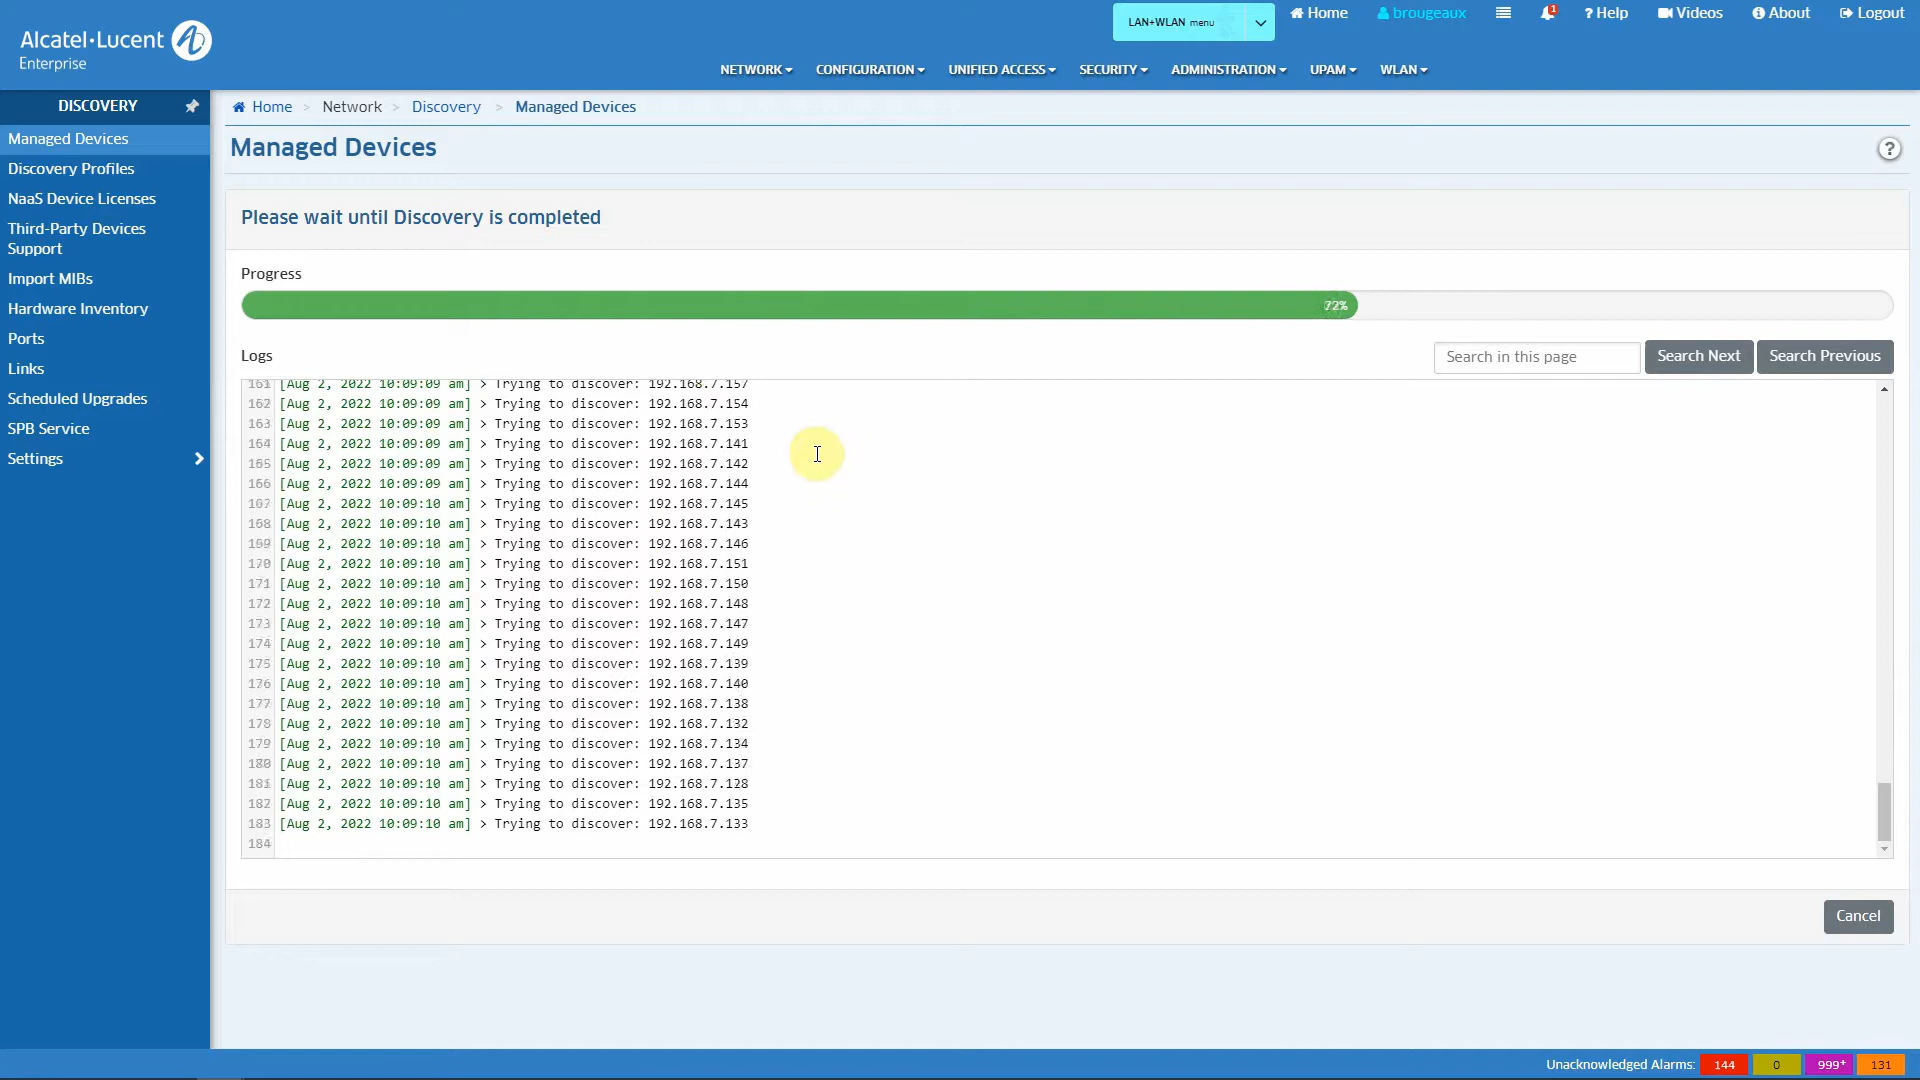 Alcatel·Lucent
Enterprise
LAN+WLAN menu
Home
brougeaux
1
? Help
Videos
About
Logout
NETWORK
CONFIGURATION
UNIFIED ACCESS
SECURITY
ADMINISTRATION
UPAM
WLAN
DISCOVERY
Managed Devices
Discovery Profiles
NaaS Device Licenses
Third-Party Devices
Support
Import MIBs
Hardware Inventory
Ports
Links
Scheduled Upgrades
SPB Service
Settings
Home > Network > Discovery > Managed Devices
Managed Devices
?
Please wait until Discovery is completed
Progress
72%
Logs
Search in this page
Search Next
Search Previous
161 [Aug 2, 2022 10:09:09 am] > Trying to discover: 192.168.7.157
162 [Aug 2, 2022 10:09:09 am] > Trying to discover: 192.168.7.154
163 [Aug 2, 2022 10:09:09 am] > Trying to discover: 192.168.7.153
164 [Aug 2, 2022 10:09:09 am] > Trying to discover: 192.168.7.141
165 [Aug 2, 2022 10:09:09 am] > Trying to discover: 192.168.7.142
166 [Aug 2, 2022 10:09:09 am] > Trying to discover: 192.168.7.144
167 [Aug 2, 2022 10:09:10 am] > Trying to discover: 192.168.7.145
168 [Aug 2, 2022 10:09:10 am] > Trying to discover: 192.168.7.143
169 [Aug 2, 2022 10:09:10 am] > Trying to discover: 192.168.7.146
170 [Aug 2, 2022 10:09:10 am] > Trying to discover: 192.168.7.151
171 [Aug 2, 2022 10:09:10 am] > Trying to discover: 192.168.7.150
172 [Aug 2, 2022 10:09:10 am] > Trying to discover: 192.168.7.148
173 [Aug 2, 2022 10:09:10 am] > Trying to discover: 192.168.7.147
174 [Aug 2, 2022 10:09:10 am] > Trying to discover: 192.168.7.149
175 [Aug 2, 2022 10:09:10 am] > Trying to discover: 192.168.7.139
176 [Aug 2, 2022 10:09:10 am] > Trying to discover: 192.168.7.140
177 [Aug 2, 2022 10:09:10 am] > Trying to discover: 192.168.7.138
178 [Aug 2, 2022 10:09:10 am] > Trying to discover: 192.168.7.132
179 [Aug 2, 2022 10:09:10 am] > Trying to discover: 192.168.7.134
180 [Aug 2, 2022 10:09:10 am] > Trying to discover: 192.168.7.137
181 [Aug 2, 2022 10:09:10 am] > Trying to discover: 192.168.7.128
182 [Aug 2, 2022 10:09:10 am] > Trying to discover: 192.168.7.135
183 [Aug 2, 2022 10:09:10 am] > Trying to discover: 192.168.7.133
184
Cancel
Unacknowledged Alarms: 144 0 999+ 131